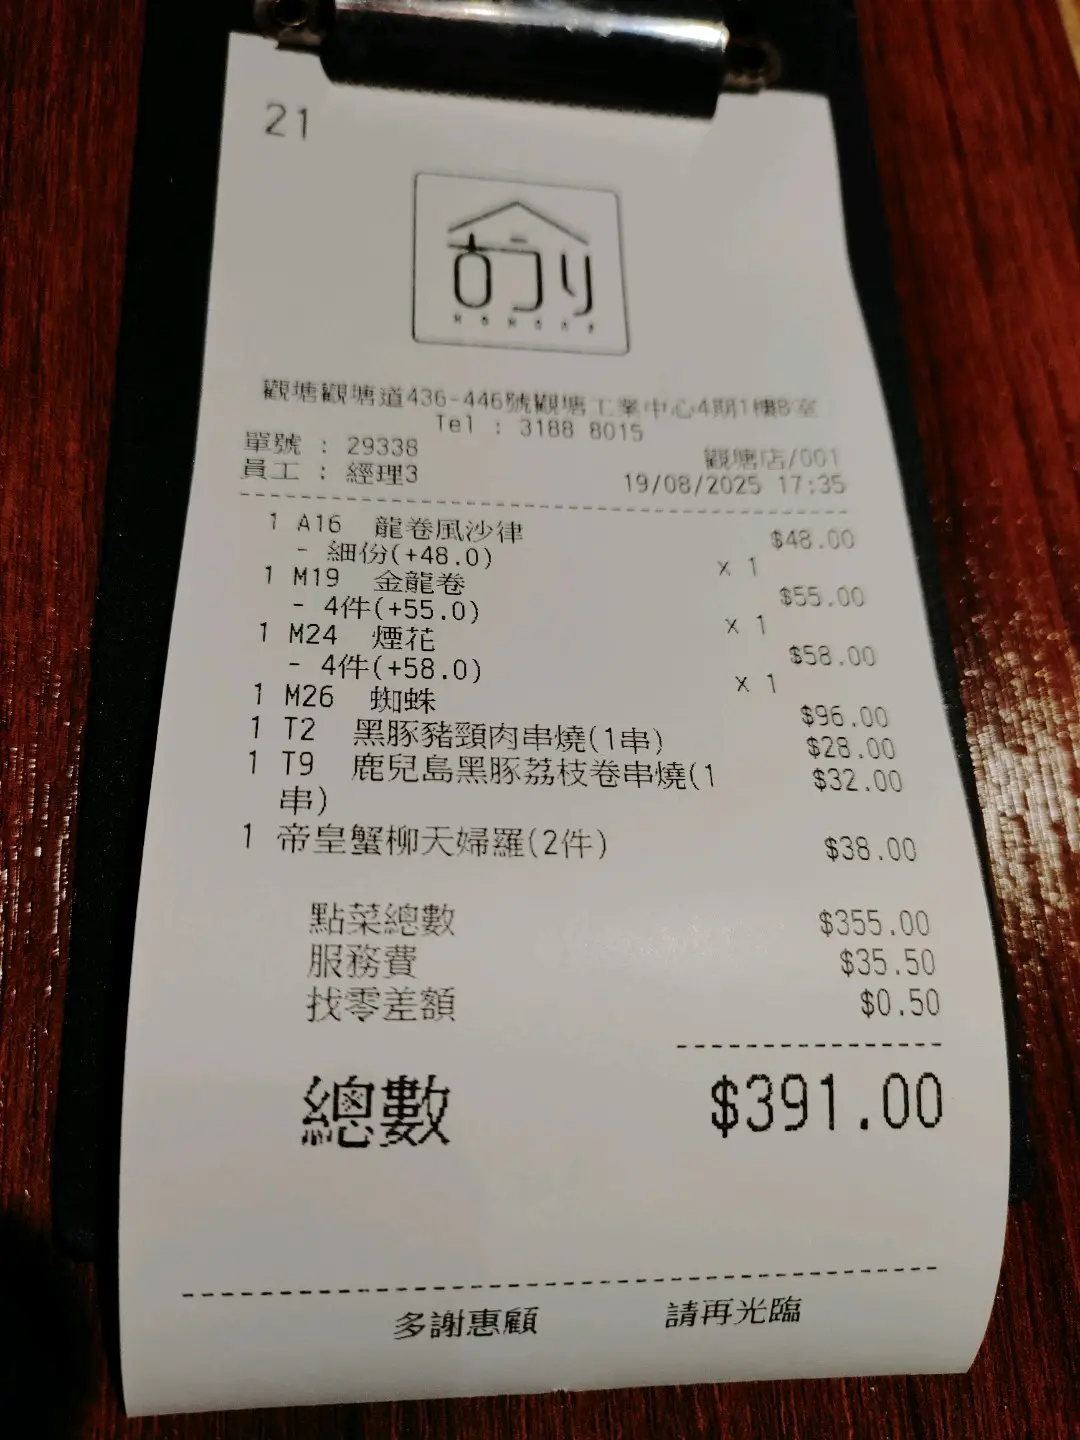 21
観塘觀塘道436-446號觀塘工業中心4期1樓B室
Tel : 3188 8015
單號 : 29338
觀塘店/001
員工 : 經理3
19/08/2025 17:35
1 A16 龍卷風沙律 $48.00
- 細份(+48.0) x 1
1 M19 金龍卷 $55.00
- 4件(+55.0) x 1
1 M24 煙花 $58.00
- 4件(+58.0) x 1
1 M26 蜘蛛 $96.00
1 T2 黑豚豬頸肉串燒(1串) $28.00
1 T9 鹿兒島黑豚荔枝卷串燒(1 $32.00
串)
1 帝皇蟹柳天婦羅(2件) $38.00
點菜總數 $355.00
服務費 $35.50
找零差額 $0.50
總數 $391.00
多謝惠顧 請再光臨